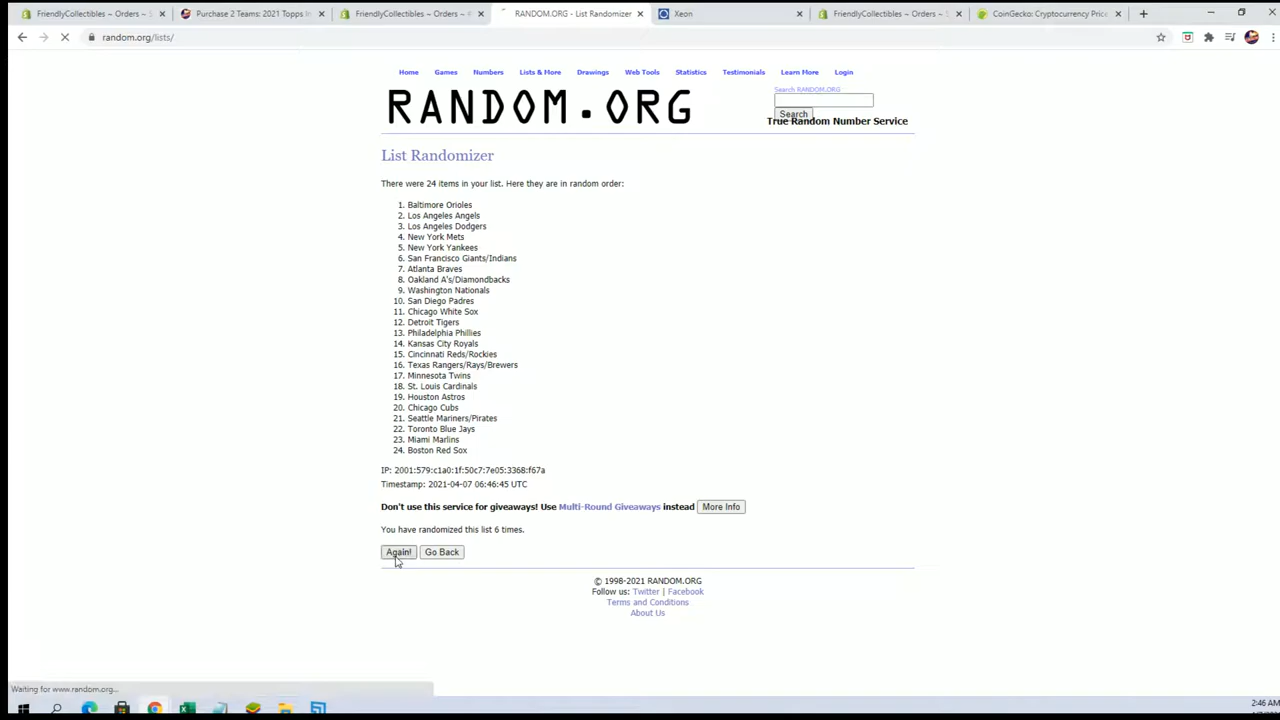 FriendlyCollectibles ~ Orders ~ S
Purchase 2 Teams: 2021 Topps In
FriendlyCollectibles ~ Orders ~
RANDOM.ORG - List Randomizer
Xeon
FriendlyCollectibles ~ Orders ~ S
CoinGecko: Cryptocurrency Price
random.org/lists/
Home Games Numbers Lists & More Drawings Web Tools Statistics Testimonials Learn More Login
RANDOM.ORG
Search RANDOM.ORG
Search
True Random Number Service
List Randomizer
There were 24 items in your list. Here they are in random order:
1. Baltimore Orioles
2. Los Angeles Angels
3. Los Angeles Dodgers
4. New York Mets
5. New York Yankees
6. San Francisco Giants/Indians
7. Atlanta Braves
8. Oakland A's/Diamondbacks
9. Washington Nationals
10. San Diego Padres
11. Chicago White Sox
12. Detroit Tigers
13. Philadelphia Phillies
14. Kansas City Royals
15. Cincinnati Reds/Rockies
16. Texas Rangers/Rays/Brewers
17. Minnesota Twins
18. St. Louis Cardinals
19. Houston Astros
20. Chicago Cubs
21. Seattle Mariners/Pirates
22. Toronto Blue Jays
23. Miami Marlins
24. Boston Red Sox
IP: 2001:579:c1a0:1f:50c7:7e05:3368:f67a
Timestamp: 2021-04-07 06:46:45 UTC
Don't use this service for giveaways! Use Multi-Round Giveaways instead More Info
You have randomized this list 6 times.
Again! Go Back
© 1998-2021 RANDOM.ORG
Follow us: Twitter | Facebook
Terms and Conditions
About Us
Waiting for www.random.org...
2:46 AM